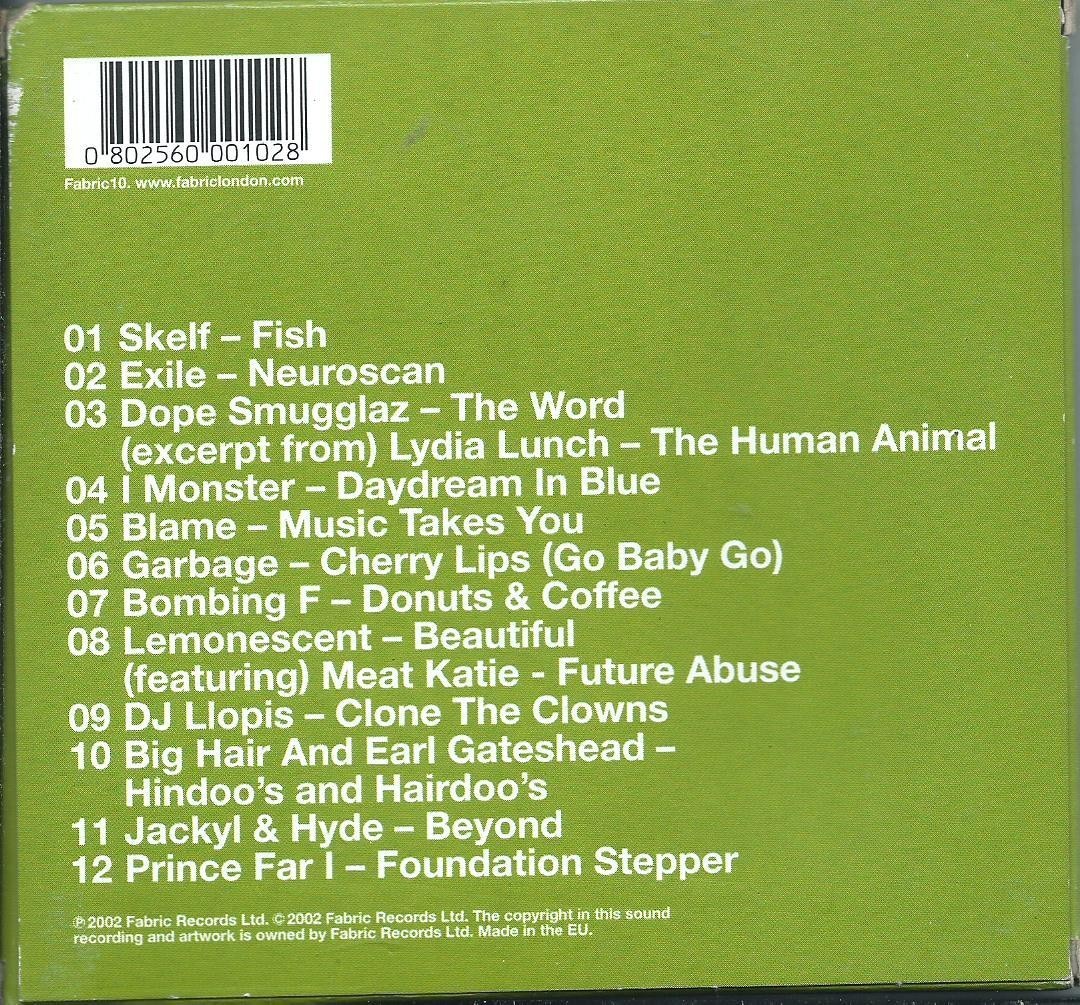 0 802560 001028
Fabric10. www.fabriclondon.com
01 Skelf – Fish
02 Exile – Neuroscan
03 Dope Smugglaz – The Word
(excerpt from) Lydia Lunch – The Human Animal
04 I Monster – Daydream In Blue
05 Blame – Music Takes You
06 Garbage – Cherry Lips (Go Baby Go)
07 Bombing F – Donuts & Coffee
08 Lemonescent – Beautiful
(featuring) Meat Katie - Future Abuse
09 DJ Llopis – Clone The Clowns
10 Big Hair And Earl Gateshead –
Hindoo's and Hairdoo's
11 Jackyl & Hyde – Beyond
12 Prince Far I – Foundation Stepper
℗2002 Fabric Records Ltd. ©2002 Fabric Records Ltd. The copyright in this sound
recording and artwork is owned by Fabric Records Ltd. Made in the EU.